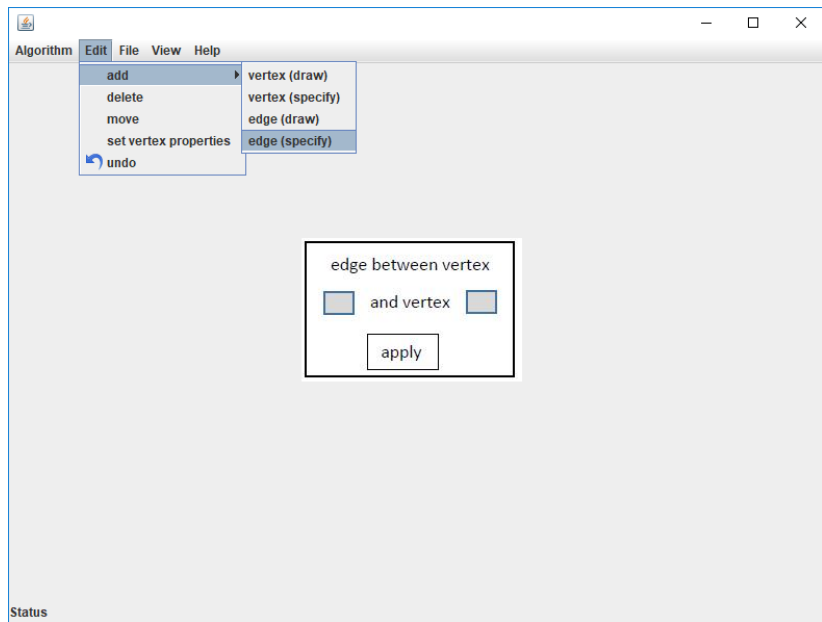 Algorithm Edit File View Help
add vertex (draw)
delete vertex (specify)
move edge (draw)
set vertex properties edge (specify)
undo
edge between vertex
and vertex
apply
Status